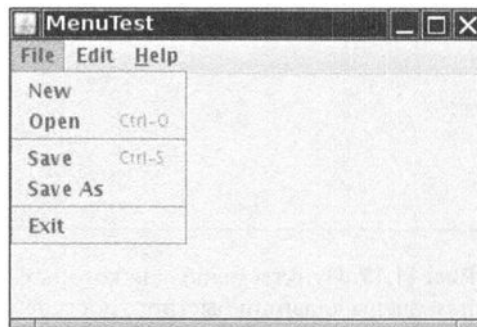 MenuTest
File Edit Help
New
Open Ctrl-O
Save Ctrl-S
Save As
Exit